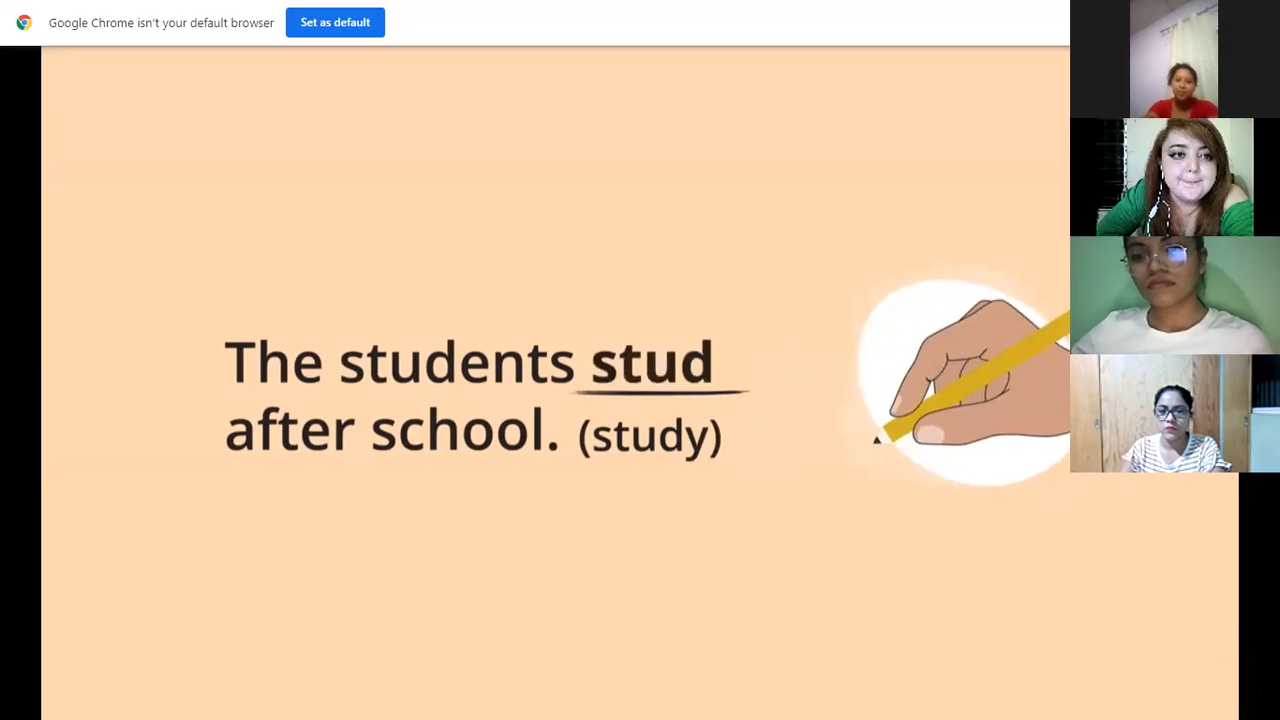 Google Chrome isn't your default browser Set as default
The students stud
after school. (study)